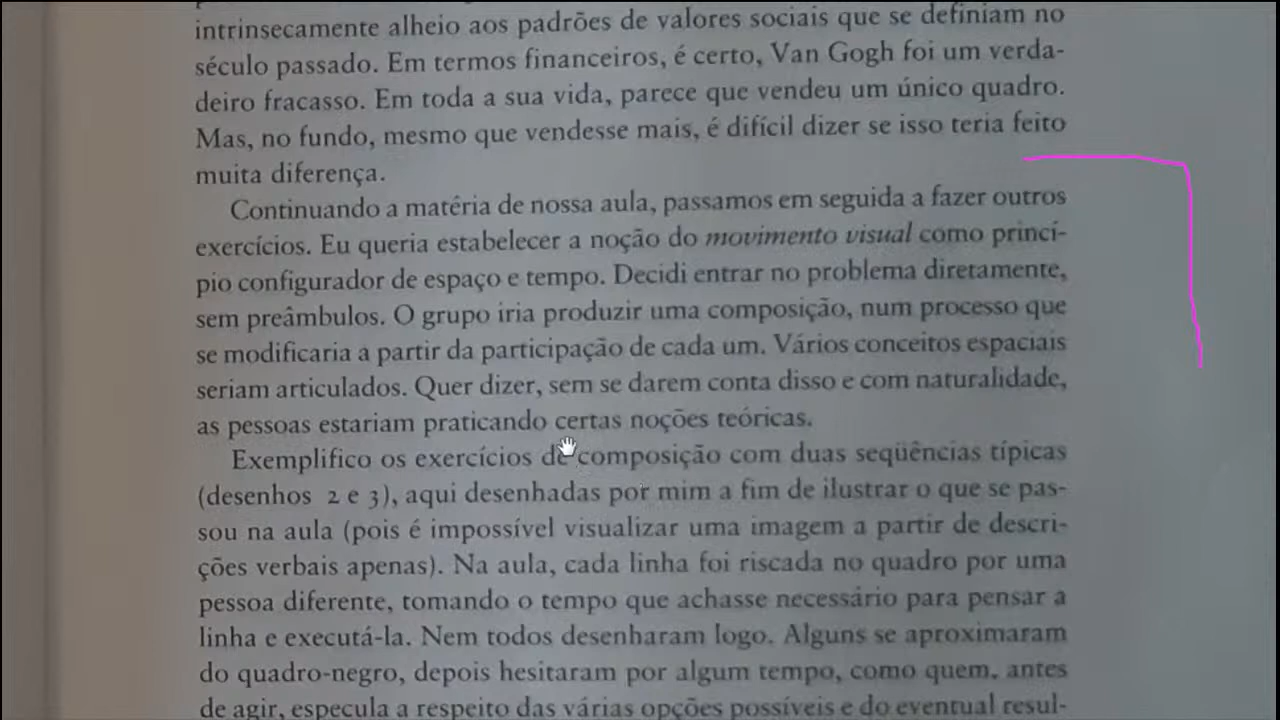 intrinsecamente alheio aos padrões de valores sociais que se definiam no
século passado. Em termos financeiros, é certo, Van Gogh foi um verda-
deiro fracasso. Em toda a sua vida, parece que vendeu um único quadro.
Mas, no fundo, mesmo que vendesse mais, é difícil dizer se isso teria feito
muita diferença.
Continuando a matéria de nossa aula, passamos em seguida a fazer outros
exercícios. Eu queria estabelecer a noção do movimento visual como princí-
pio configurador de espaço e tempo. Decidi entrar no problema diretamente,
sem preâmbulos. O grupo iria produzir uma composição, num processo que
se modificaria a partir da participação de cada um. Vários conceitos espaciais
seriam articulados. Quer dizer, sem se darem conta disso e com naturalidade,
as pessoas estariam praticando certas noções teóricas.
Exemplifico os exercícios de composição com duas seqüências típicas
(desenhos 2 e 3), aqui desenhadas por mim a fim de ilustrar o que se pas-
sou na aula (pois é impossível visualizar uma imagem a partir de descri-
ções verbais apenas). Na aula, cada linha foi riscada no quadro por uma
pessoa diferente, tomando o tempo que achasse necessário para pensar a
linha e executá-la. Nem todos desenharam logo. Alguns se aproximaram
do quadro-negro, depois hesitaram por algum tempo, como quem, antes
de agir, especula a respeito das várias opções possíveis e do eventual resul-